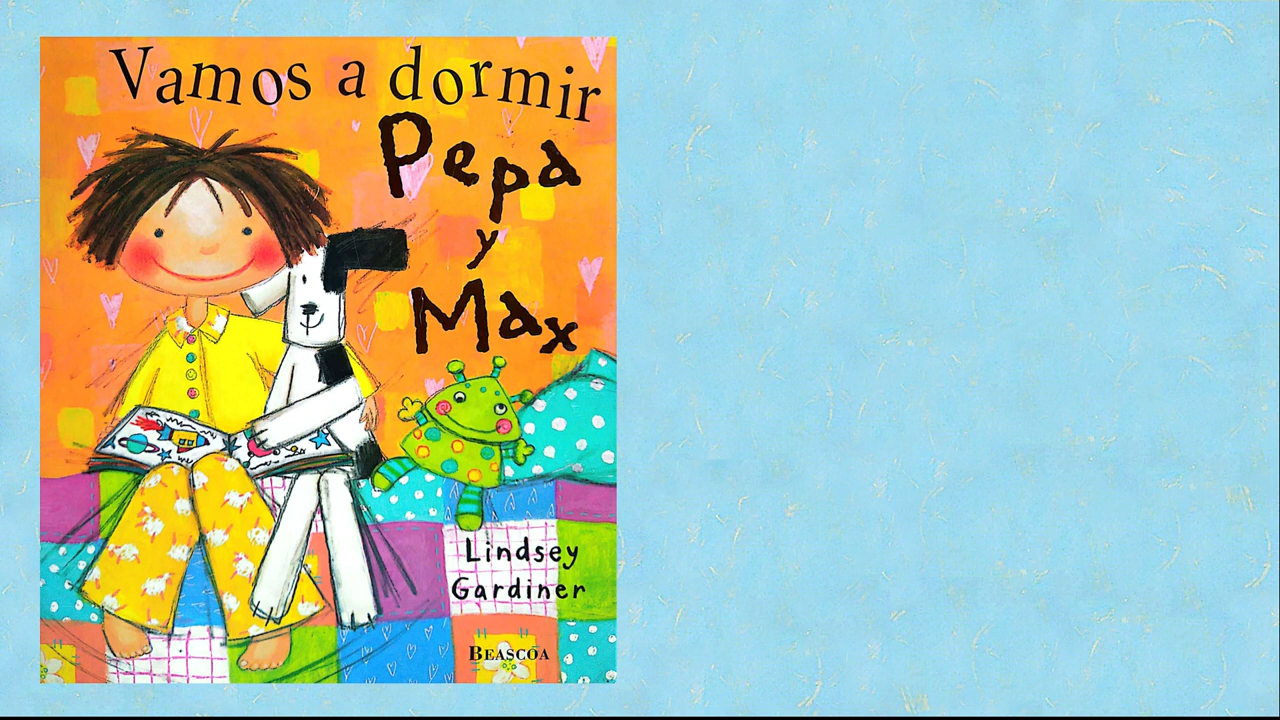 Vamos a dormir
Pepa
y
Max
Lindsey
Gardiner
BEASCOA